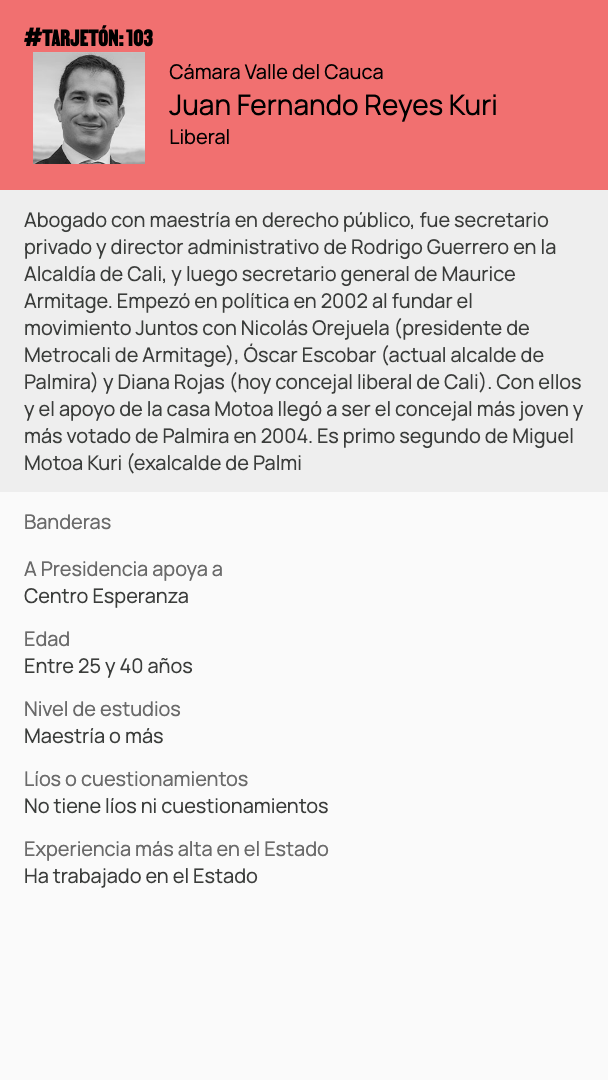 #TARJETÓN: 103
Cámara Valle del Cauca
Juan Fernando Reyes Kuri
Liberal
Abogado con maestría en derecho público, fue secretario
privado y director administrativo de Rodrigo Guerrero en la
Alcaldía de Cali, y luego secretario general de Maurice
Armitage. Empezó en política en 2002 al fundar el
movimiento Juntos con Nicolás Orejuela (presidente de
Metrocali de Armitage), Óscar Escobar (actual alcalde de
Palmira) y Diana Rojas (hoy concejal liberal de Cali). Con ellos
y el apoyo de la casa Motoa llegó a ser el concejal más joven y
más votado de Palmira en 2004. Es primo segundo de Miguel
Motoa Kuri (exalcalde de Palmi
Banderas
A Presidencia apoya a
Centro Esperanza
Edad
Entre 25 y 40 años
Nivel de estudios
Maestría o más
Líos o cuestionamientos
No tiene líos ni cuestionamientos
Experiencia más alta en el Estado
Ha trabajado en el Estado